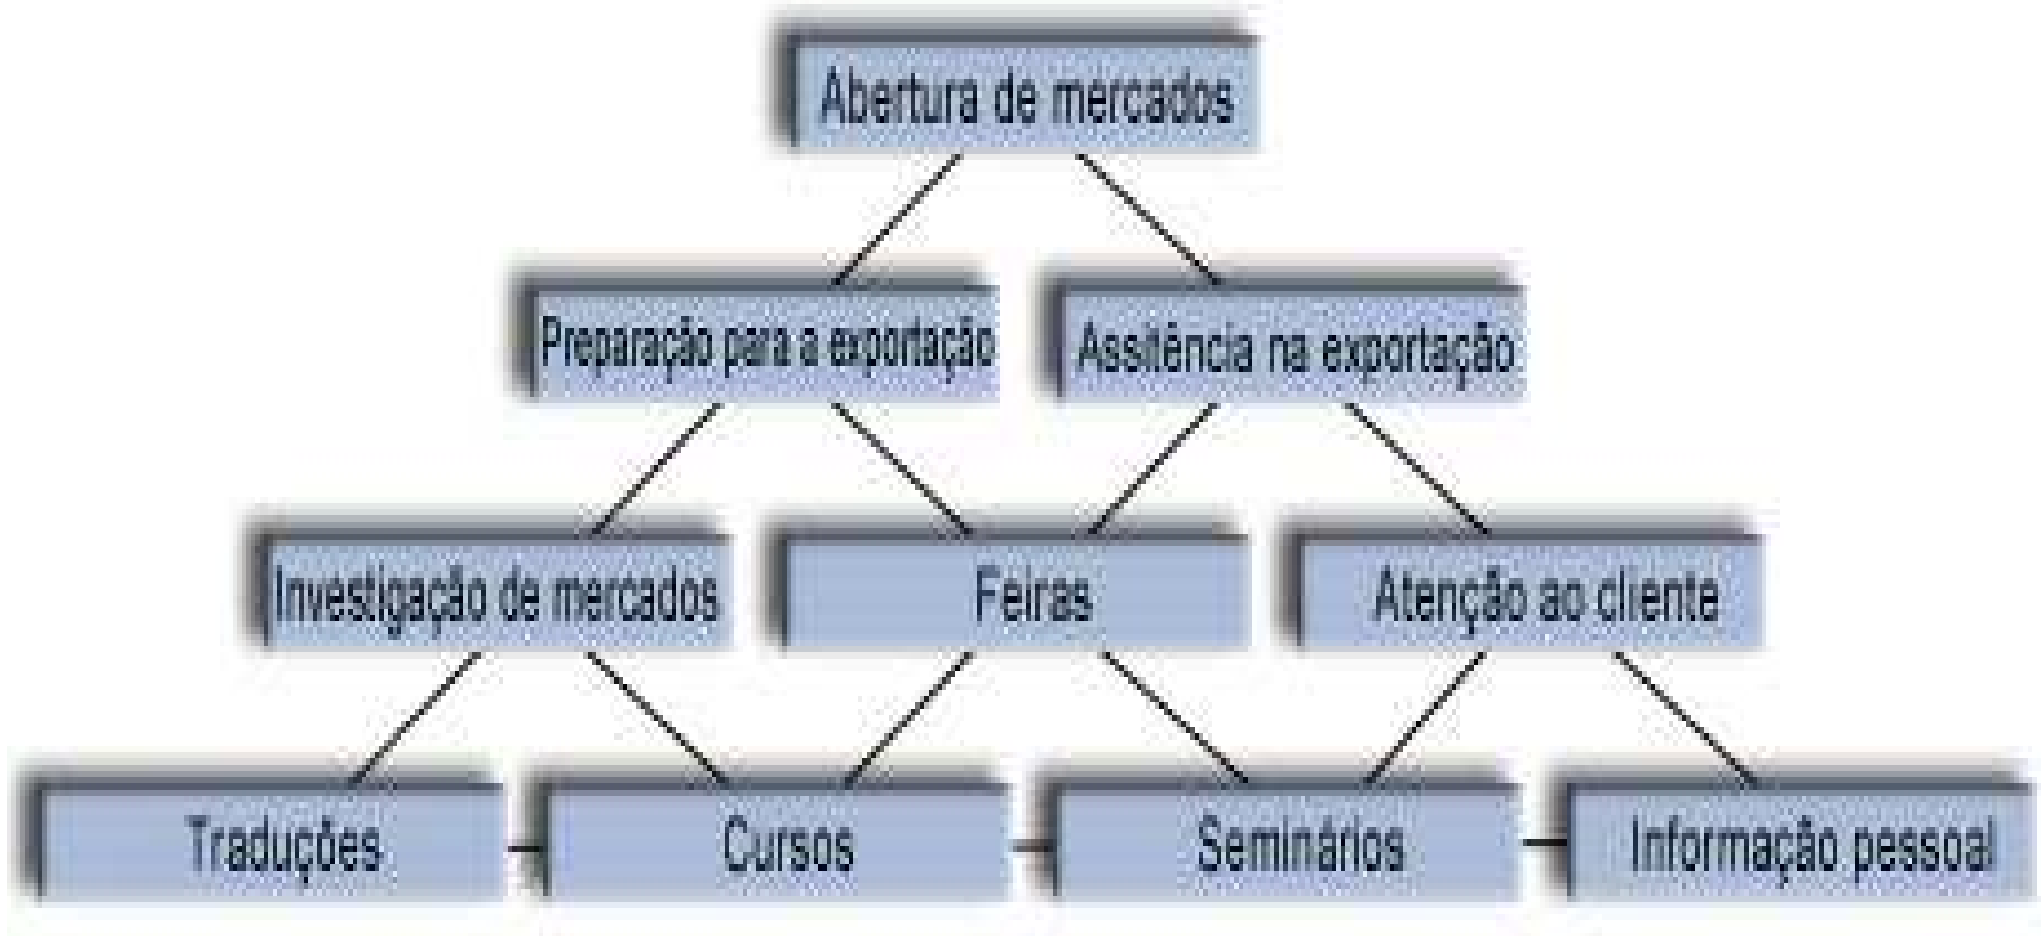 Abertura de mercados
Preparação para a exportação
Assitência na exportação
Investigação de mercados
Feiras
Atenção ao cliente
Traduções
Cursos
Seminários
Informação pessoal